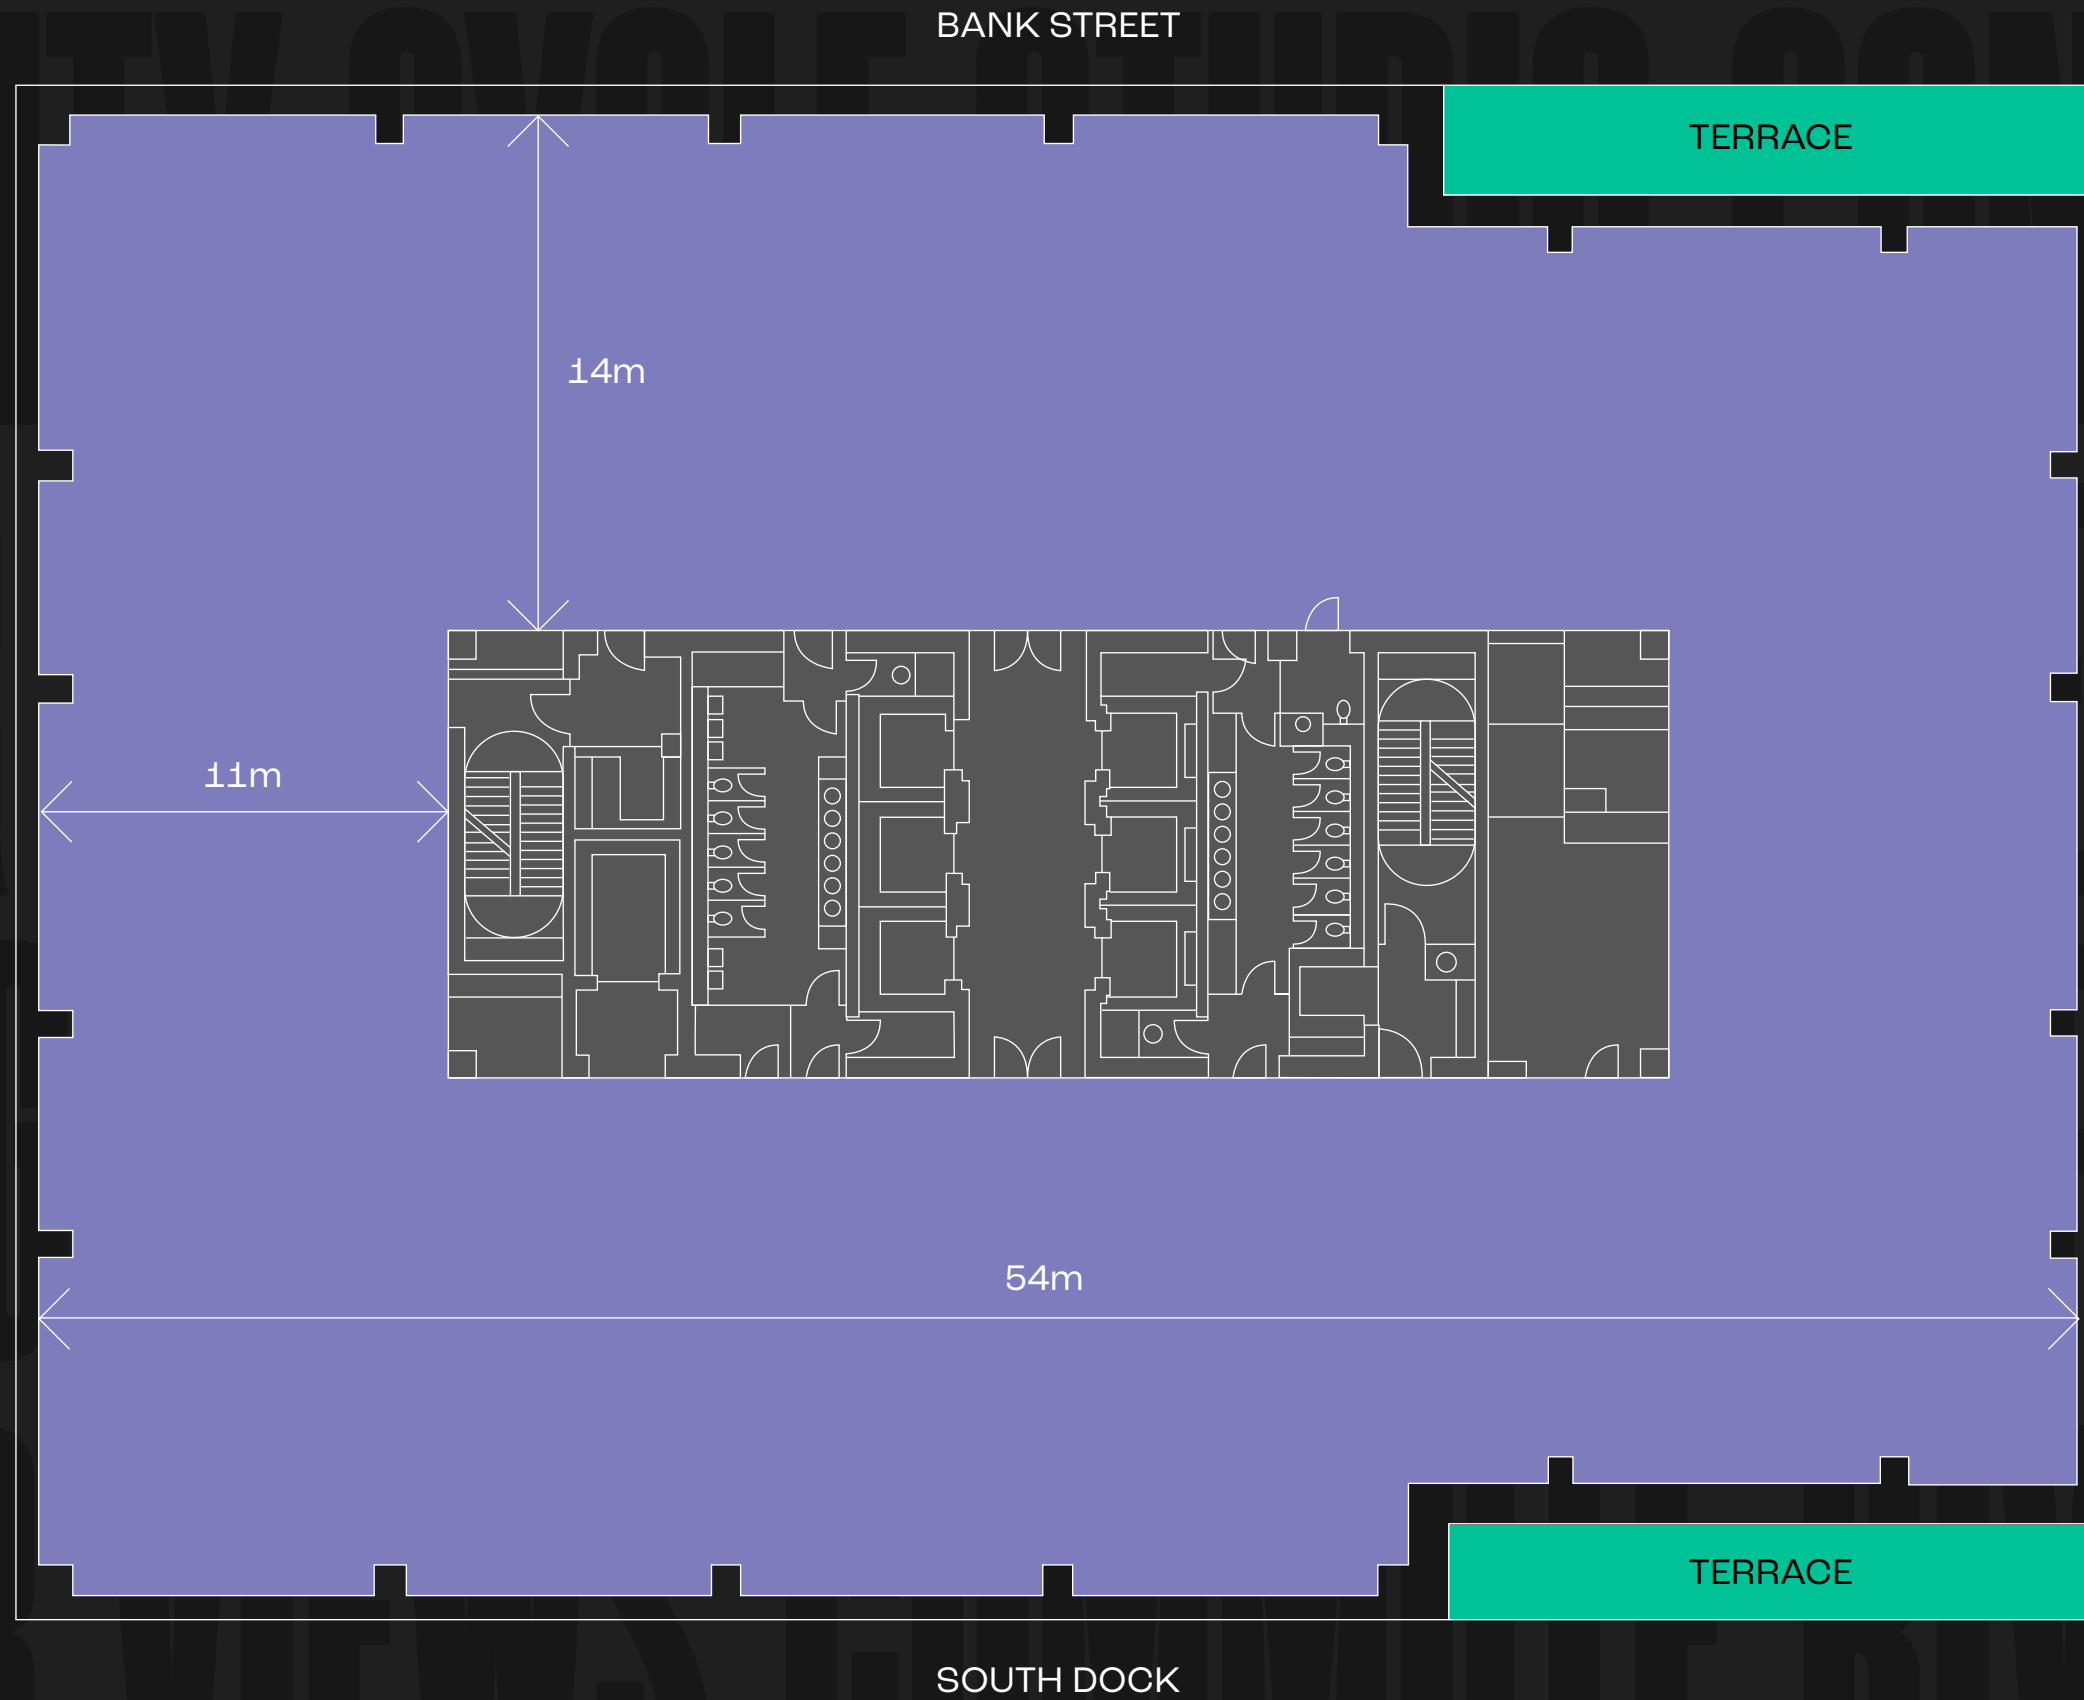 BANK STREET
TERRACE
14m
11m
54m
TERRACE
SOUTH DOCK